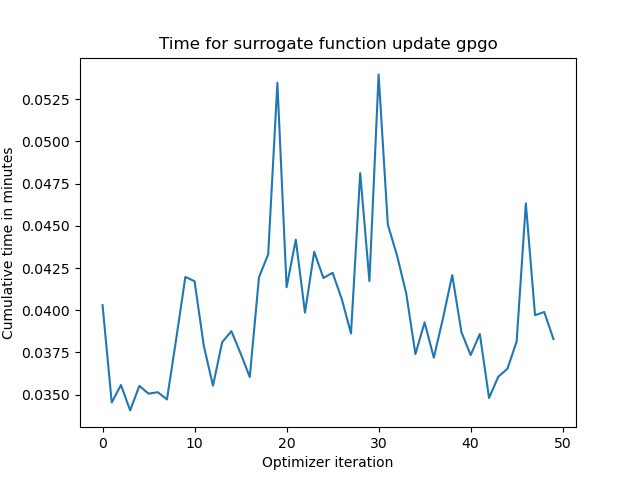 Time for surrogate function update gpgo
Cumulative time in minutes
0.0525
0.0500
0.0475
0.0450
0.0425
0.0400
0.0375
0.0350
0 10 20 30 40 50
Optimizer iteration